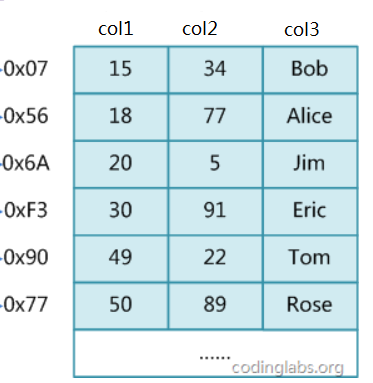 col1 col2 col3
0x07 15 34 Bob
0x56 18 77 Alice
0x6A 20 5 Jim
0xF3 30 91 Eric
0x90 49 22 Tom
0x77 50 89 Rose
......
codinglabs.org